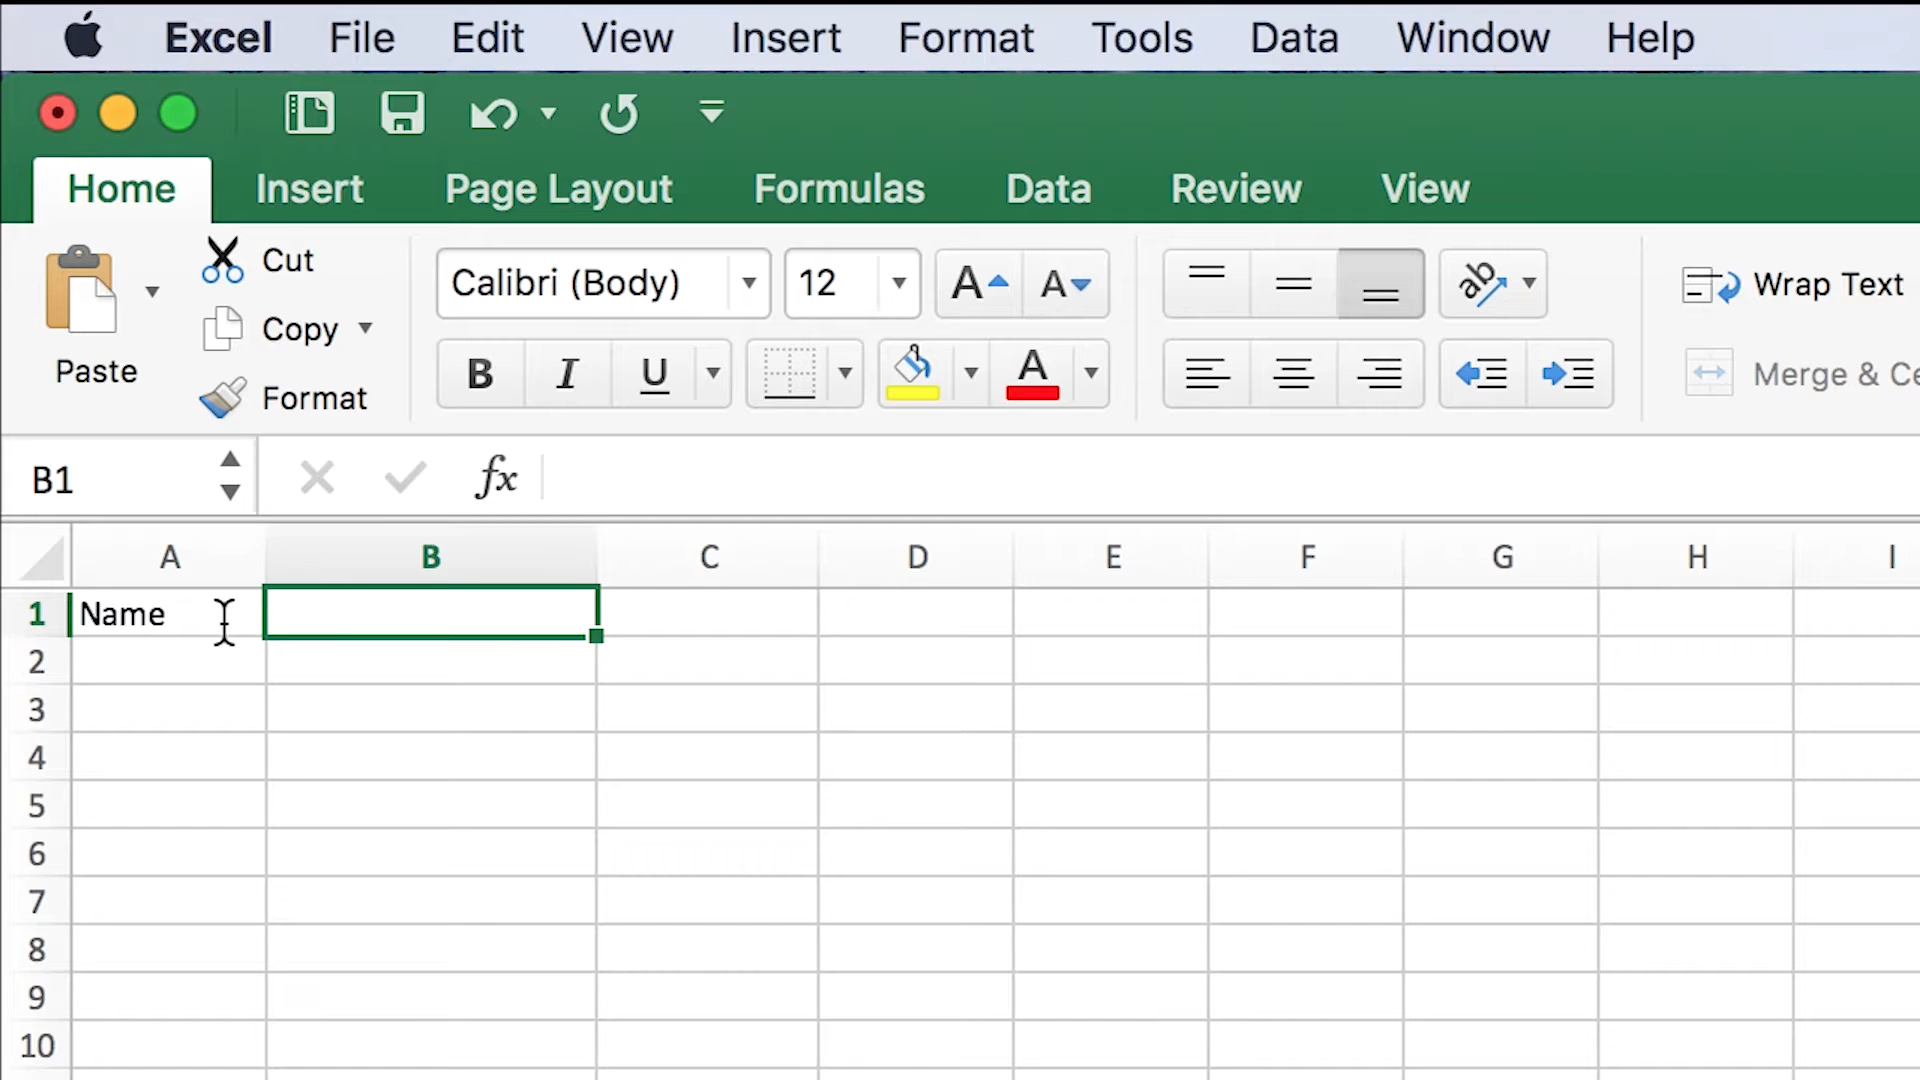 Excel File Edit View Insert Format Tools Data Window Help
Home Insert Page Layout Formulas Data Review View
Cut
Calibri (Body) 12 A A ab Wrap Text
Copy
Paste
B I U A Merge & Ce
Format
B1 fx
A B C D E F G H I
1 Name
2
3
4
5
6
7
8
9
10